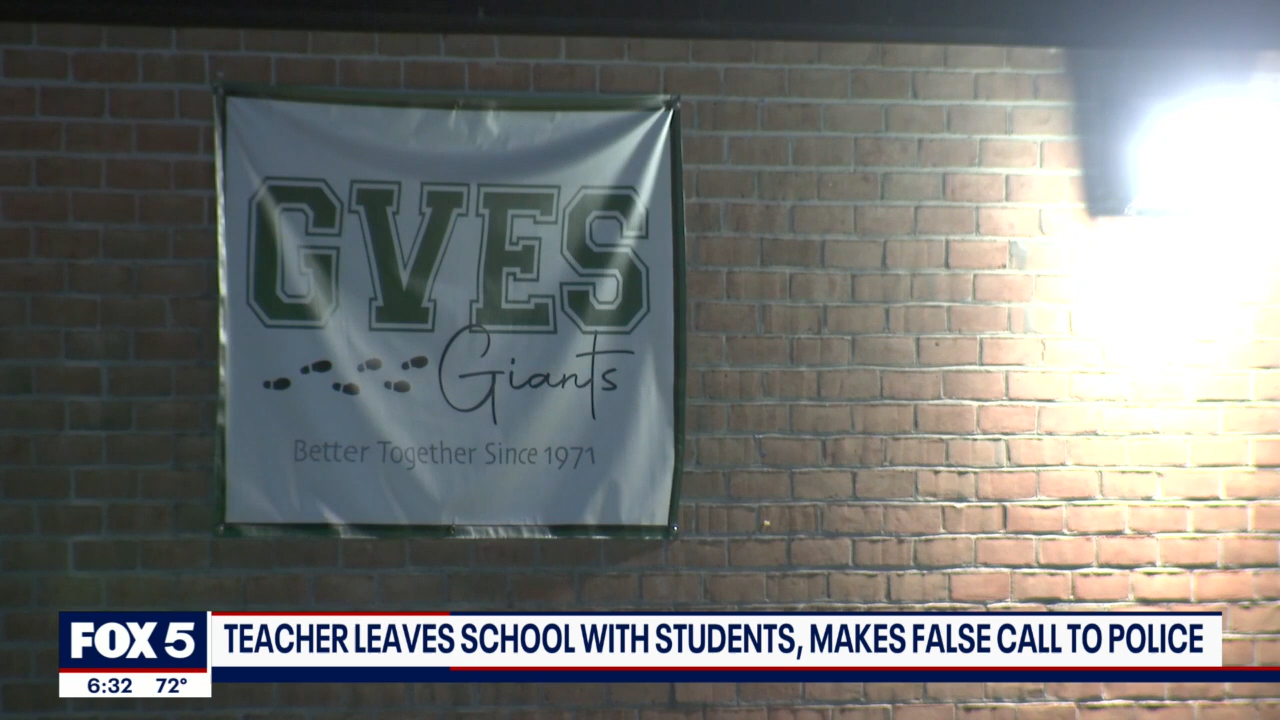 GVES
Giants
Better Together Since 1971
FOX 5
TEACHER LEAVES SCHOOL WITH STUDENTS, MAKES FALSE CALL TO POLICE
6:32 72°